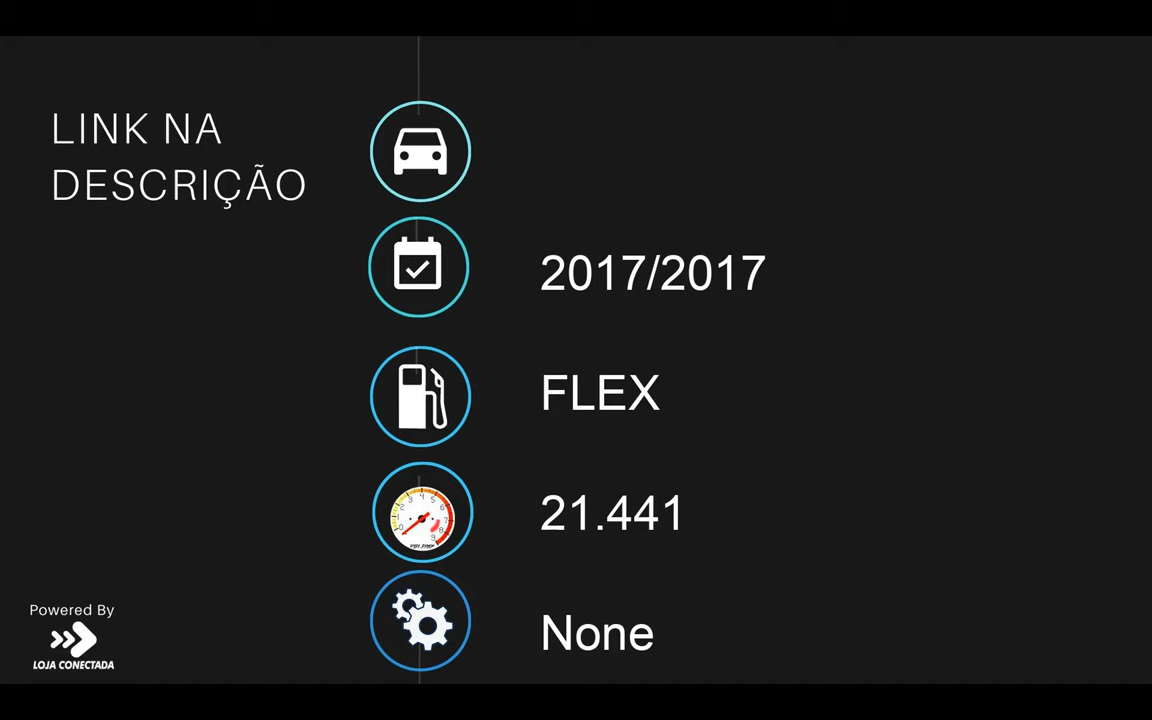 LINK NA
DESCRIÇÃO
2017/2017
FLEX
21.441
None
Powered By
LOJA CONECTADA